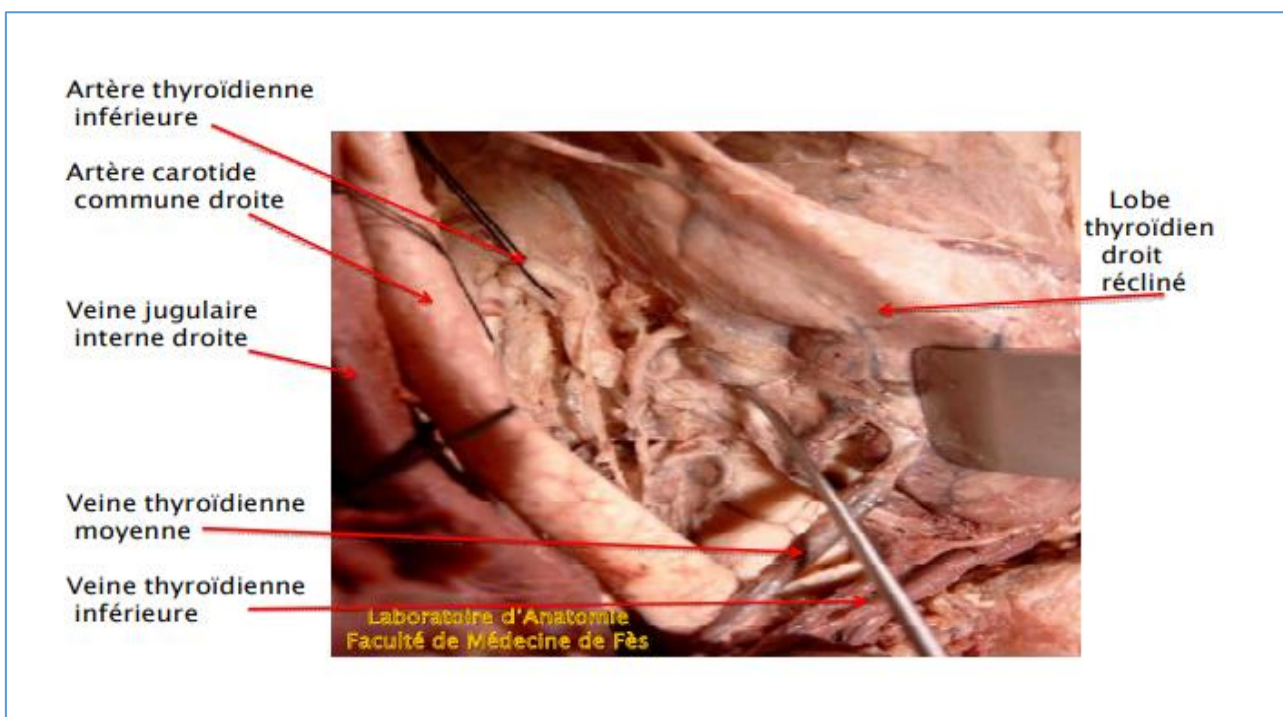 Artère thyroïdienne
inférieure
Artère carotide
commune droite
Veine jugulaire
interne droite
Veine thyroïdienne
moyenne
Veine thyroïdienne
inférieure
Lobe
thyroïdien
droit
récliné
Laboratoire d'Anatomie
Faculté de Médecine de Fès